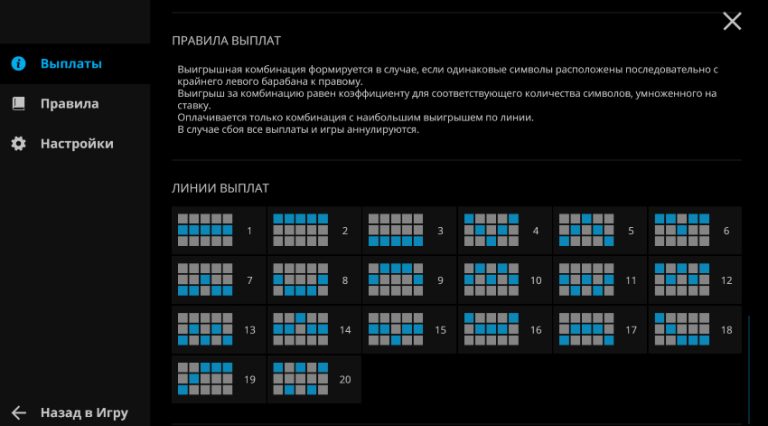 ПРАВИЛА ВЫПЛАТ
Выплаты
Выигрышная комбинация формируется в случае, если одинаковые символы расположены последовательно с
крайнего левого барабана к правому.
Выигрыш за комбинацию равен коэффициенту для соответствующего количества символов, умноженного на
ставку.
Правила
Оплачивается только комбинация с наибольшим выигрышем по линии.
В случае сбоя все выплаты и игры аннулируются.
Настройки
ЛИНИИ ВЫПЛАТ
1 2 3 4 5 6
7 8 9 10 11 12
13 14 15 16 17 18
19 20
Назад в Игру